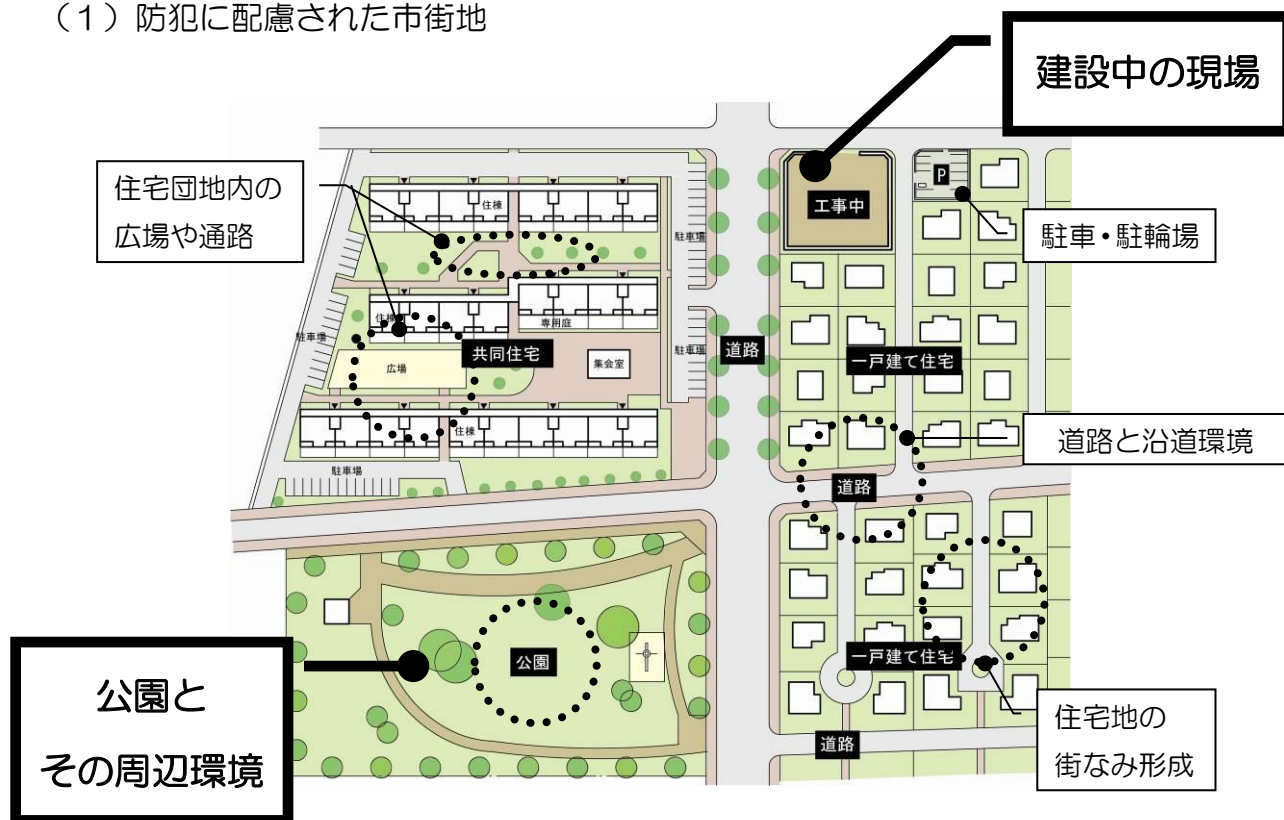 （1）防犯に配慮された市街地
建設中の現場
住宅団地内の
広場や通路
住棟
駐車場
工事中
P
駐車・駐輪場
住棟
専用庭
駐車場
共同住宅
集会室
駐車場
道路
一戸建て住宅
広場
住棟
道路と沿道環境
駐車場
道路
公園
一戸建て住宅
公園と
その周辺環境
道路
住宅地の
街なみ形成